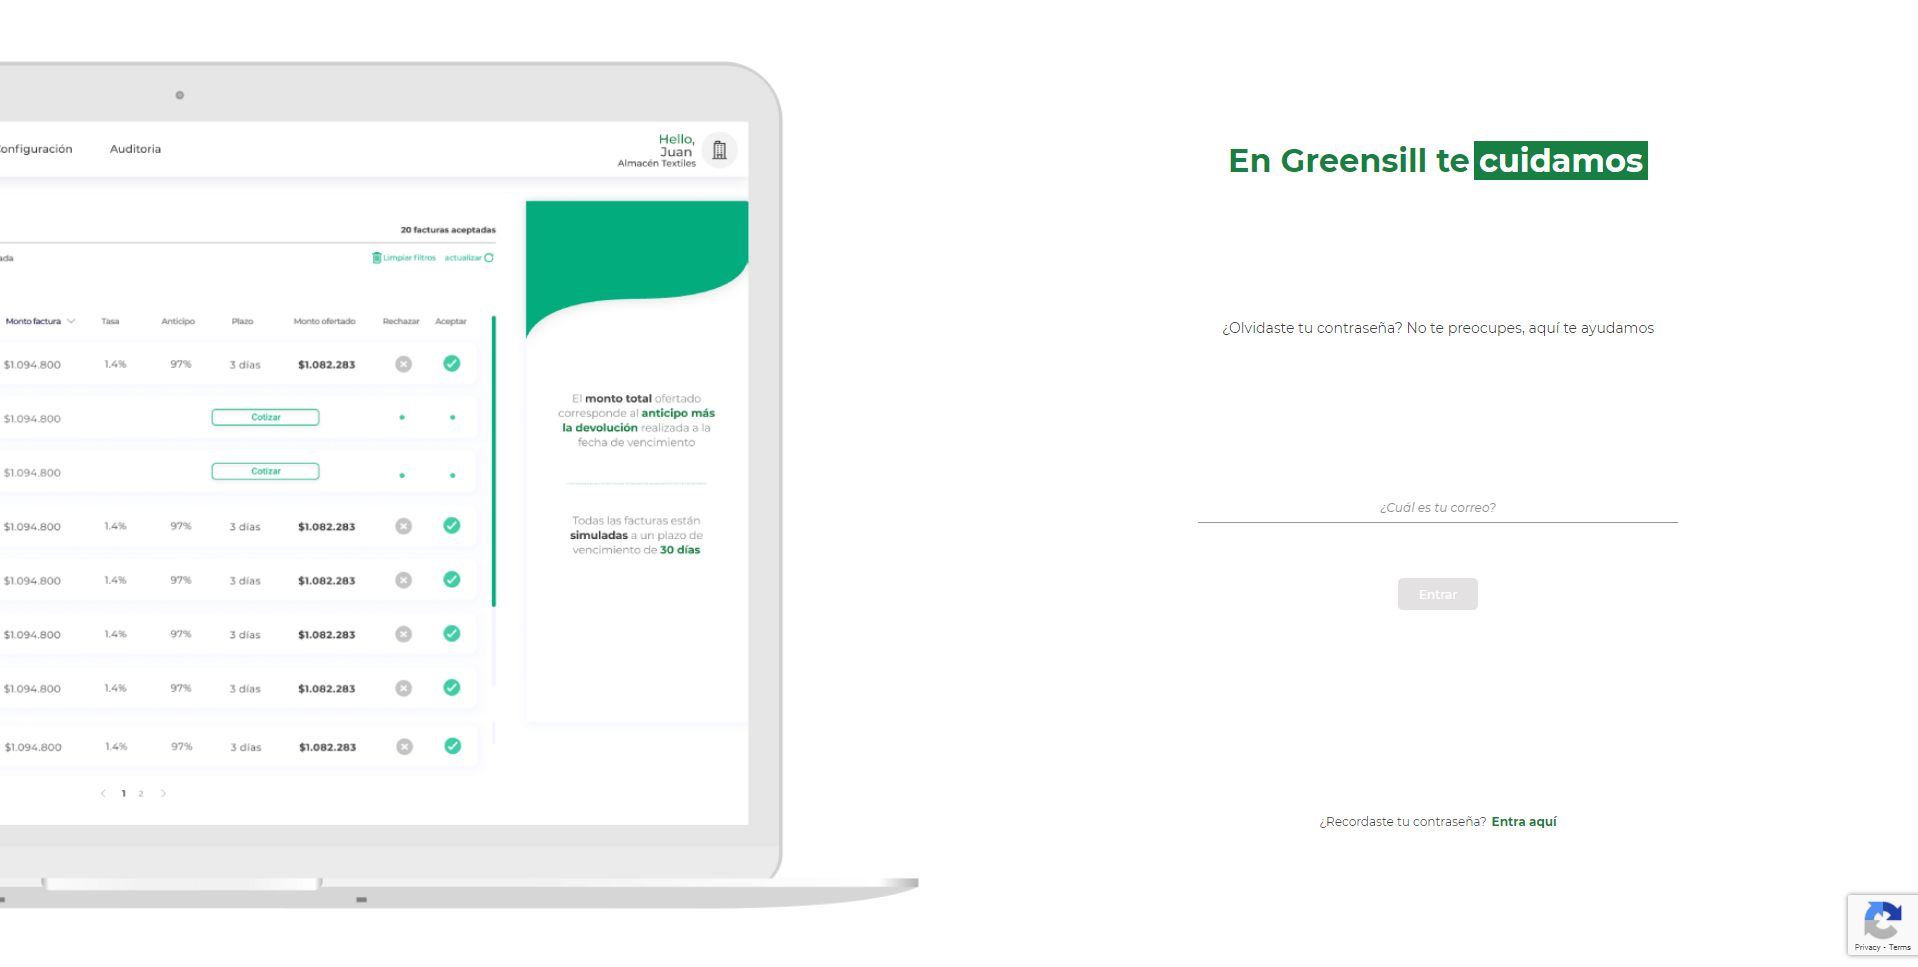 onfiguración Auditoria
Hello,
Juan
Almacén Textiles
20 facturas aceptadas
ada Limpiar filtros actualizar
Monto factura Tasa Anticipo Plazo Monto ofertado Rechazar Aceptar
$1.094.800 1.4% 97% 3 días $1.082.283
$1.094.800 Cotizar
$1.094.800 Cotizar
$1.094.800 1.4% 97% 3 días $1.082.283
$1.094.800 1.4% 97% 3 días $1.082.283
$1.094.800 1.4% 97% 3 días $1.082.283
$1.094.800 1.4% 97% 3 días $1.082.283
$1.094.800 1.4% 97% 3 días $1.082.283
1 2
El monto total ofertado
corresponde al anticipo más
la devolución realizada a la
fecha de vencimiento
Todas las facturas están
simuladas a un plazo de
vencimiento de 30 días
En Greensill te cuidamos
¿Olvidaste tu contraseña? No te preocupes, aquí te ayudamos
¿Cuál es tu correo?
Entrar
¿Recordaste tu contraseña? Entra aquí
Privacy - Terms